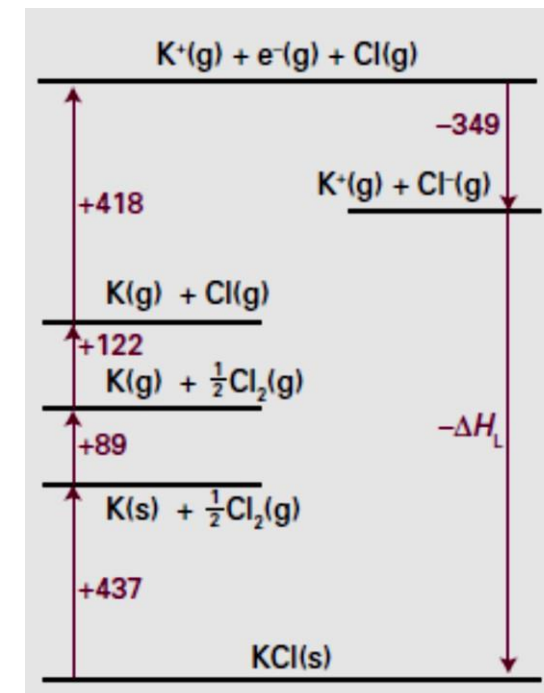 K⁺(g) + e⁻(g) + Cl(g)
–349
K⁺(g) + Cl⁻(g)
+418
K(g) + Cl(g)
+122
K(g) + ½Cl₂(g)
–ΔH_L
+89
K(s) + ½Cl₂(g)
+437
KCl(s)